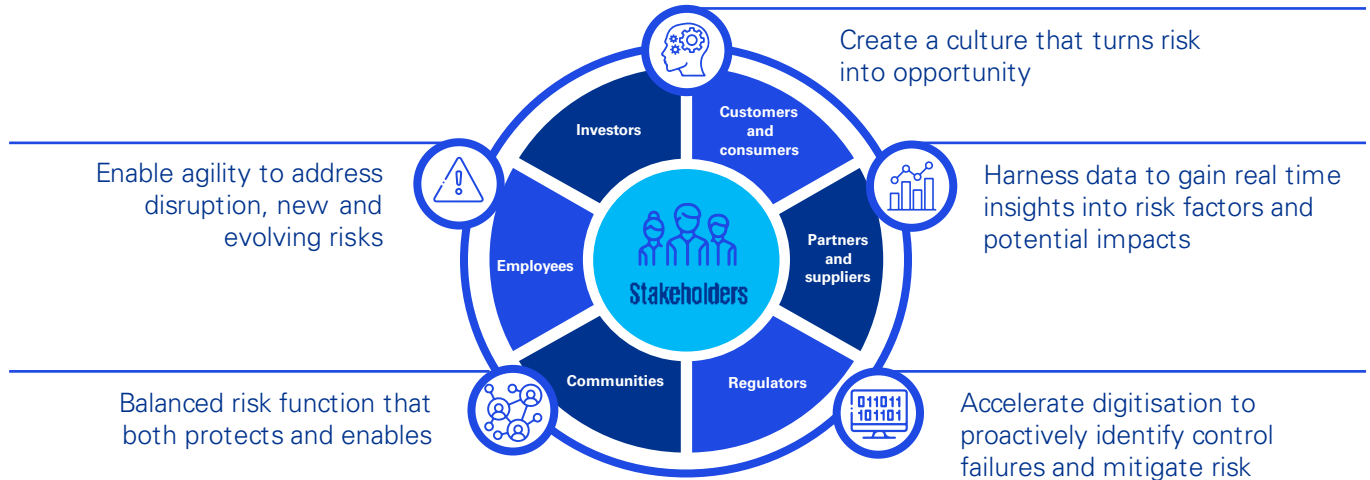 Create a culture that turns risk
into opportunity
Customers
and
consumers
Investors
Enable agility to address
disruption, new and
evolving risks
Harness data to gain real time
insights into risk factors and
potential impacts
Employees
Partners
and
suppliers
Stakeholders
Communities
Regulators
Balanced risk function that
both protects and enables
011011
101101
Accelerate digitisation to
proactively identify control
failures and mitigate risk